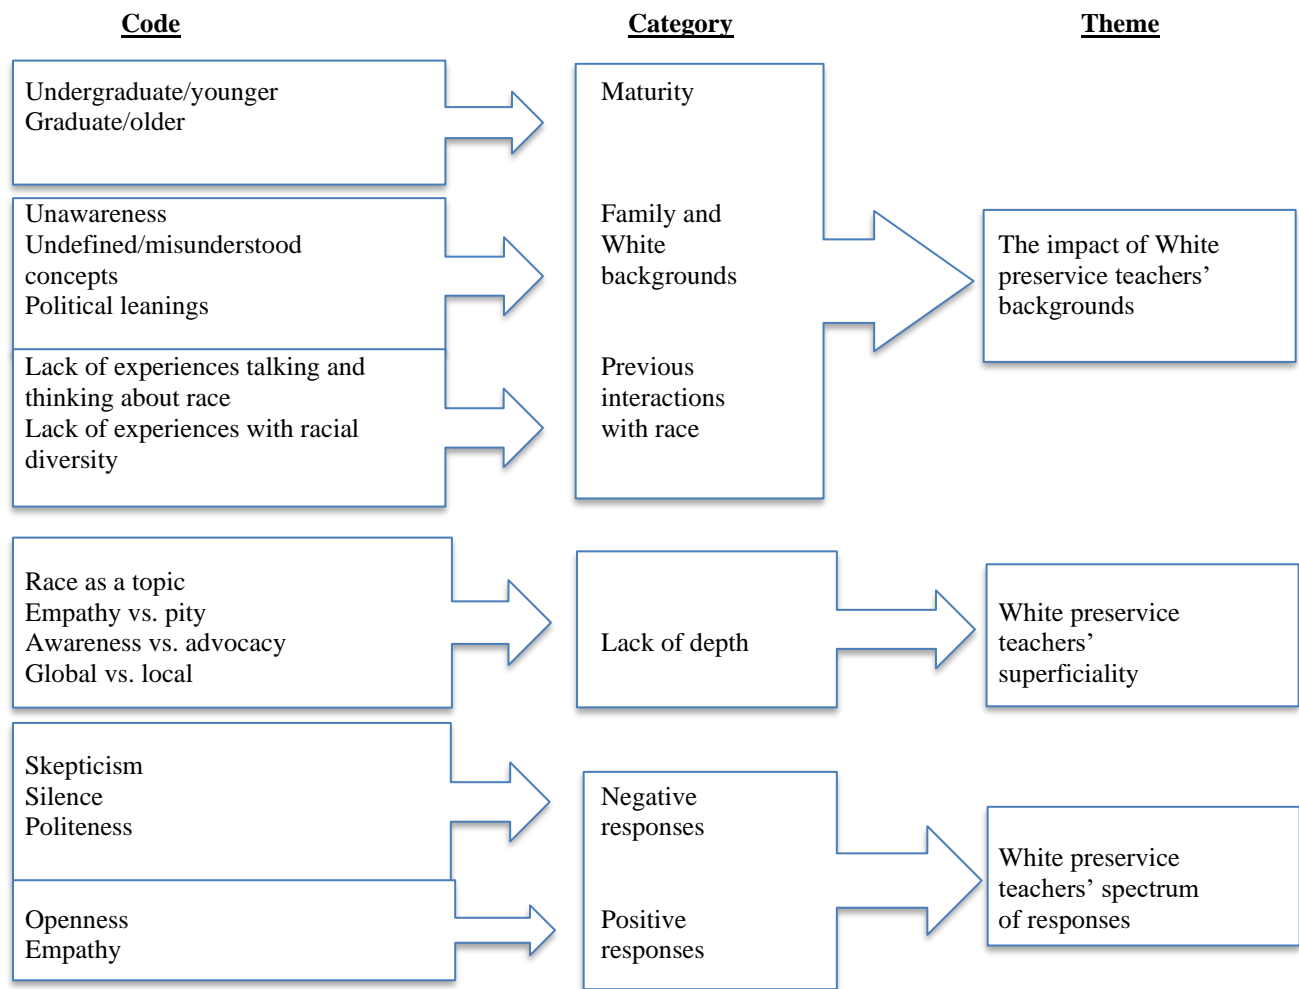 Code
Category
Theme
Undergraduate/younger
Graduate/older
Maturity
Unawareness
Undefined/misunderstood
concepts
Political leanings
Family and
White
backgrounds
The impact of White
preservice teachers’
backgrounds
Lack of experiences talking and
thinking about race
Lack of experiences with racial
diversity
Previous
interactions
with race
Race as a topic
Empathy vs. pity
Awareness vs. advocacy
Global vs. local
Lack of depth
White preservice
teachers’
superficiality
Skepticism
Silence
Politeness
Negative
responses
Openness
Empathy
Positive
responses
White preservice
teachers’ spectrum
of responses